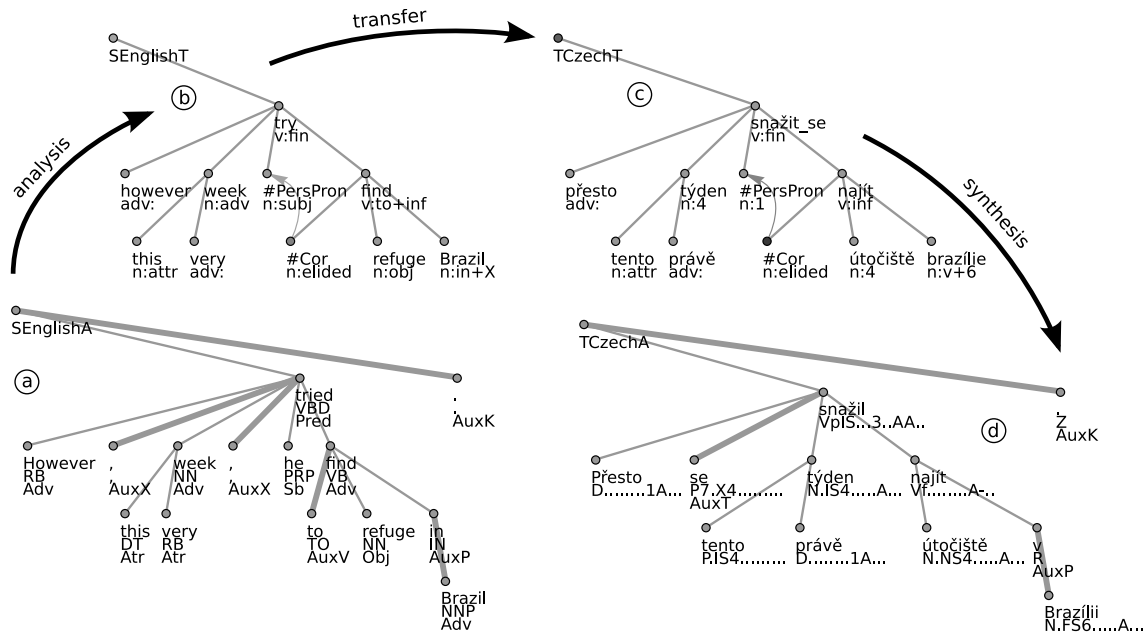 transfer
SEnglishT
TCzechT
b
c
try
v:fin
snažit_se
v:fin
analysis
synthesis
however
adv:
week
n:adv
#PersPron
n:subj
find
v:to+inf
přesto
adv:
týden
n:4
#PersPron
n:1
najít
v:inf
this
n:attr
very
adv:
#Cor
n:elided
refuge
n:obj
Brazil
n:in+X
tento
n:attr
právě
adv:
#Cor
n:elided
útočiště
n:4
brazílie
n:v+6
SEnglishA
TCzechA
a
tried
VBD
Pred
.
.
AuxK
snažil
VpIS...3..AA..
.
Z
AuxK
d
However
RB
Adv
,
,
AuxX
week
NN
Adv
,
,
AuxX
he
PRP
Sb
find
VB
Adv
Přesto
D........1A...
se
P7.X4.........
AuxT
týden
N.IS4.....A...
najít
Vf........A-..
this
DT
Atr
very
RB
Atr
to
TO
AuxV
refuge
NN
Obj
in
IN
AuxP
tento
P.IS4.........
právě
D........1A...
útočiště
N.NS4.....A...
v
R
AuxP
Brazil
NNP
Adv
Brazílii
N.FS6.....A...